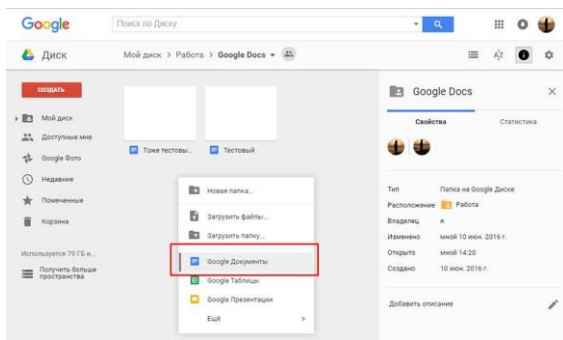 Google
Поиск по Диску
Диск
Мой диск > Работа > Google Docs
AZ
СОЗДАТЬ
Мой диск
Доступные мне
Google Фото
Недавние
Помеченные
Корзина
Используется 79 ГБ и...
Получить больше
пространства
Тоже тестовы...
Тестовый
Новая папка...
Загрузить файлы...
Загрузить папку...
Google Документы
Google Таблицы
Google Презентации
Ещё >
Google Docs
Свойства
Статистика
Тип Папка на Google Диске
Расположение Работа
Владелец я
Изменено мной 10 июн. 2016 г.
Открыто мной 14:20
Создано 10 июн. 2016 г.
Добавить описание